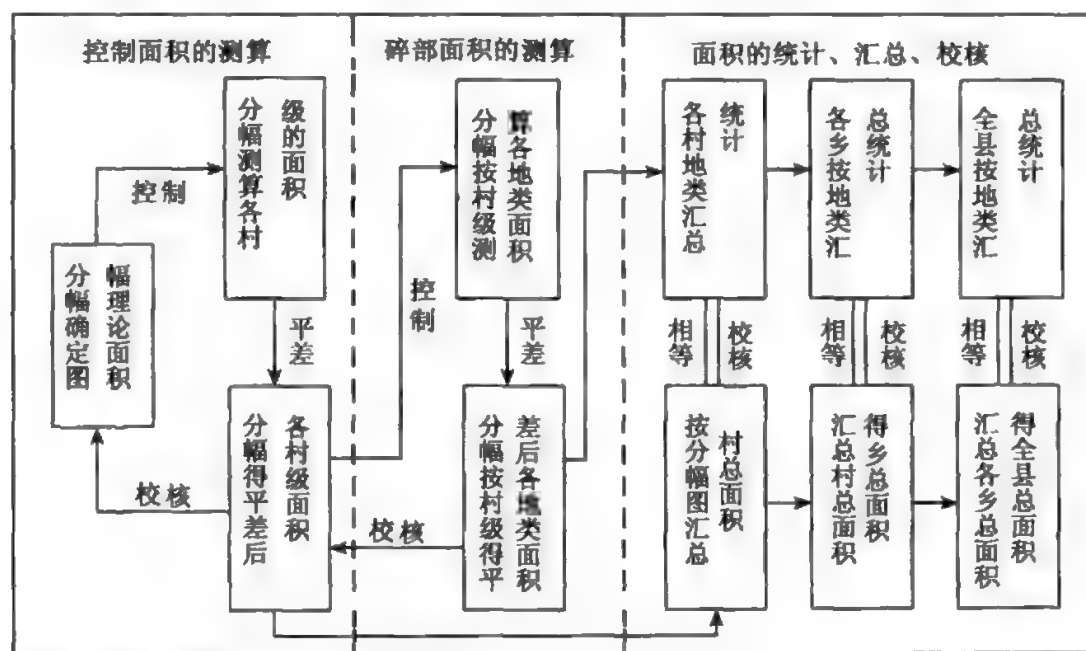 控制面积的测算
碎部面积的测算
面积的统计、汇总、校核
分幅确定图
幅理论面积
控制
分幅测算各村
级的面积
平差
分幅得平差后
各村级面积
校核
控制
分幅按村级测
算各地类面积
平差
分幅按村级得平
差后各地类面积
校核
各村地类汇总
统计
相等
校核
按分幅图汇总
村总面积
各乡按地类汇
总统计
相等
校核
汇总村总面积
得乡总面积
全县按地类汇
总统计
相等
校核
汇总各乡总面积
得全县总面积